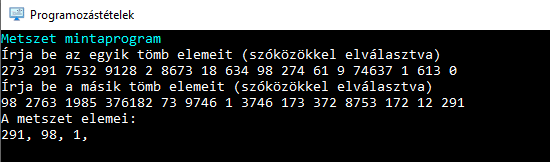 Programozástételek
Metszet mintaprogram
Írja be az egyik tömb elemeit (szóközökkel elválasztva)
273 291 7532 9128 2 8673 18 634 98 274 61 9 74637 1 613 0
Írja be a másik tömb elemeit (szóközökkel elválasztva)
98 2763 1985 376182 73 9746 1 3746 173 372 8753 172 12 291
A metszet elemei:
291, 98, 1,